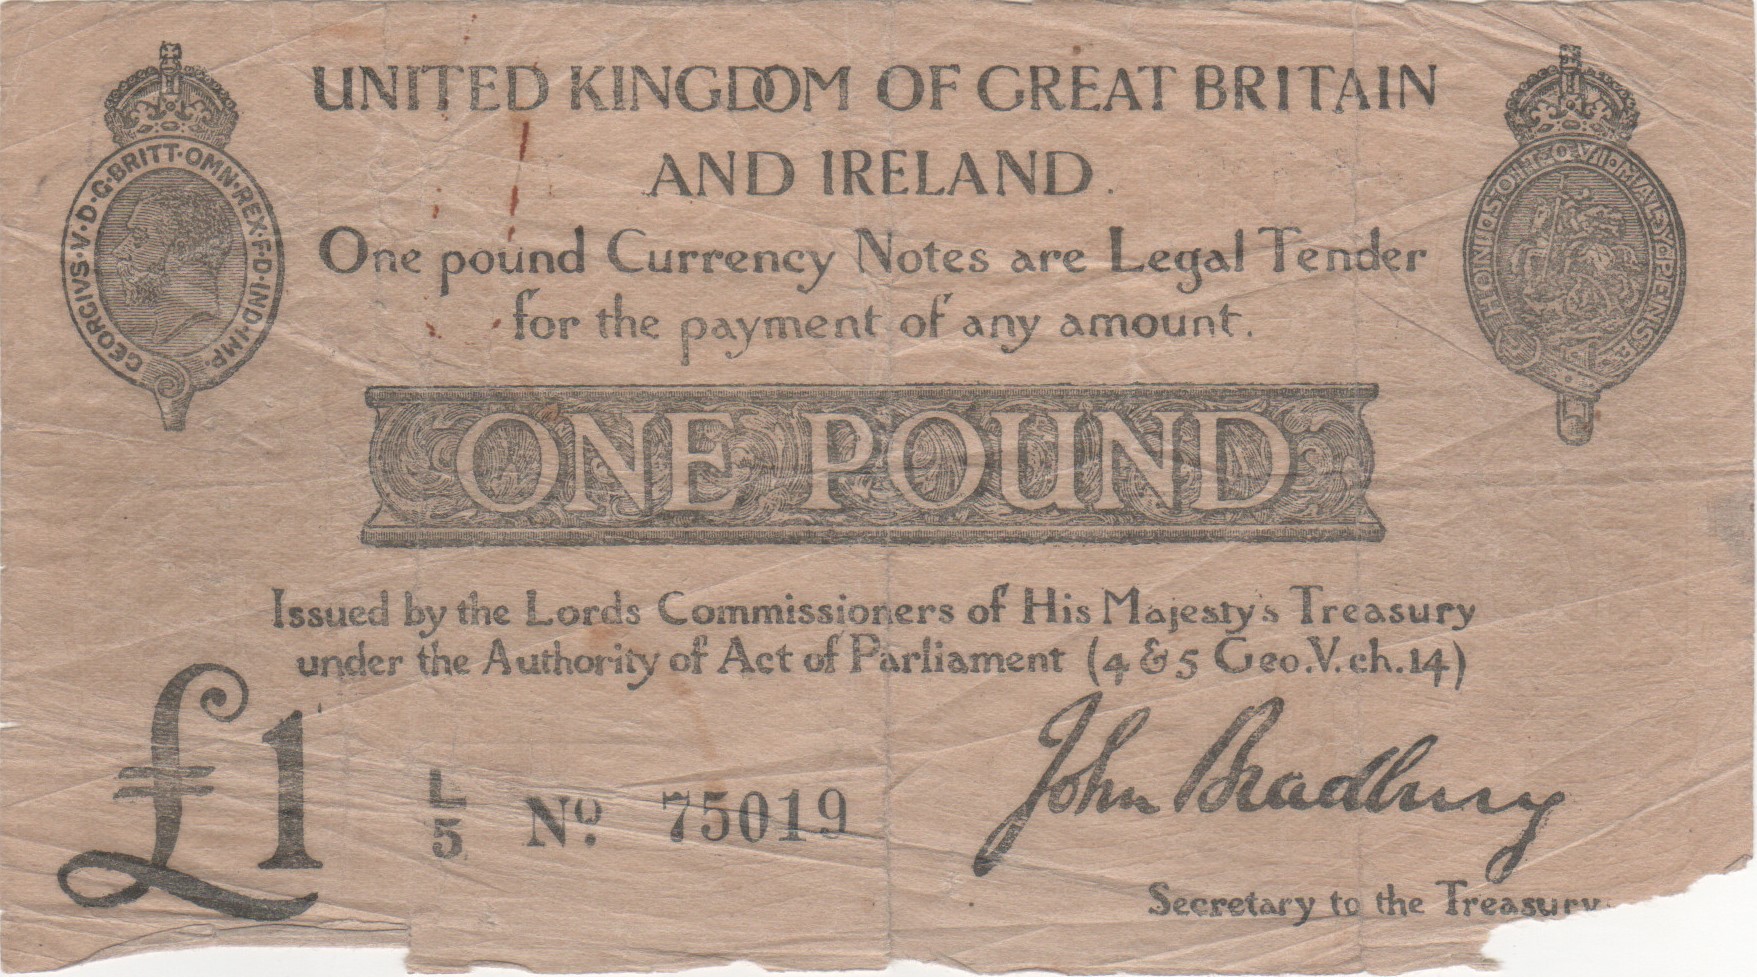 UNITED KINGDOM OF GREAT BRITAIN
AND IRELAND.
GEORGIVS·V·D·G·BRITT·OMN·REX·F·D·IND·IMP·
HONI·SOIT·QVI·MAL·Y·PENSE
One pound Currency Notes are Legal Tender
for the payment of any amount.
ONE POUND
Issued by the Lords Commissioners of His Majesty's Treasury
under the Authority of Act of Parliament (4 & 5 Geo.V.ch.14)
£1
L
5
Nº. 75019
John Bradbury
Secretary to the Treasury.